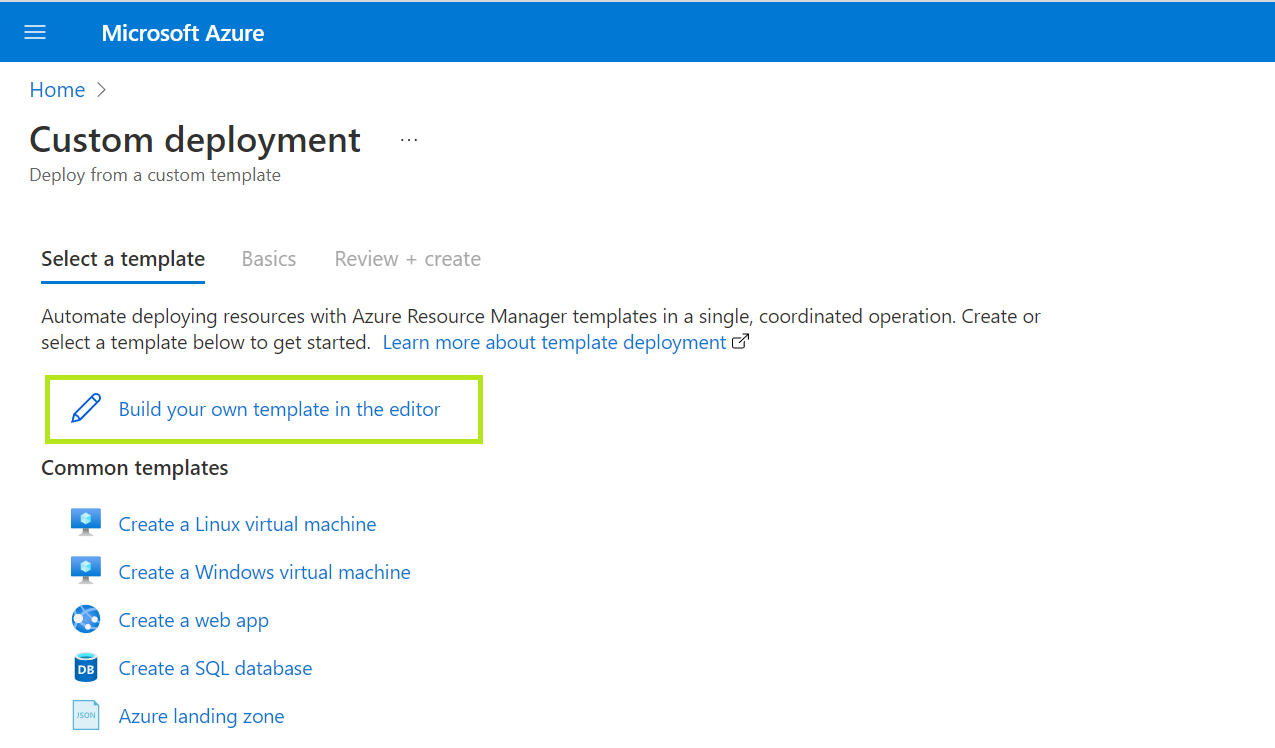 Microsoft Azure
Home
Custom deployment ...
Deploy from a custom template
Select a template Basics Review + create
Automate deploying resources with Azure Resource Manager templates in a single, coordinated operation. Create or
select a template below to get started. Learn more about template deployment
Build your own template in the editor
Common templates
Create a Linux virtual machine
Create a Windows virtual machine
Create a web app
DB Create a SQL database
JSON Azure landing zone